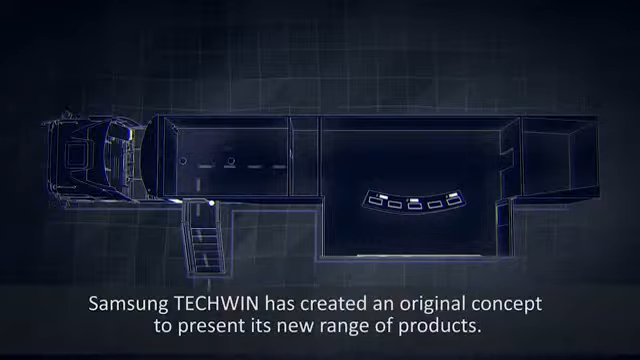 Samsung TECHWIN has created an original concept
to present its new range of products.